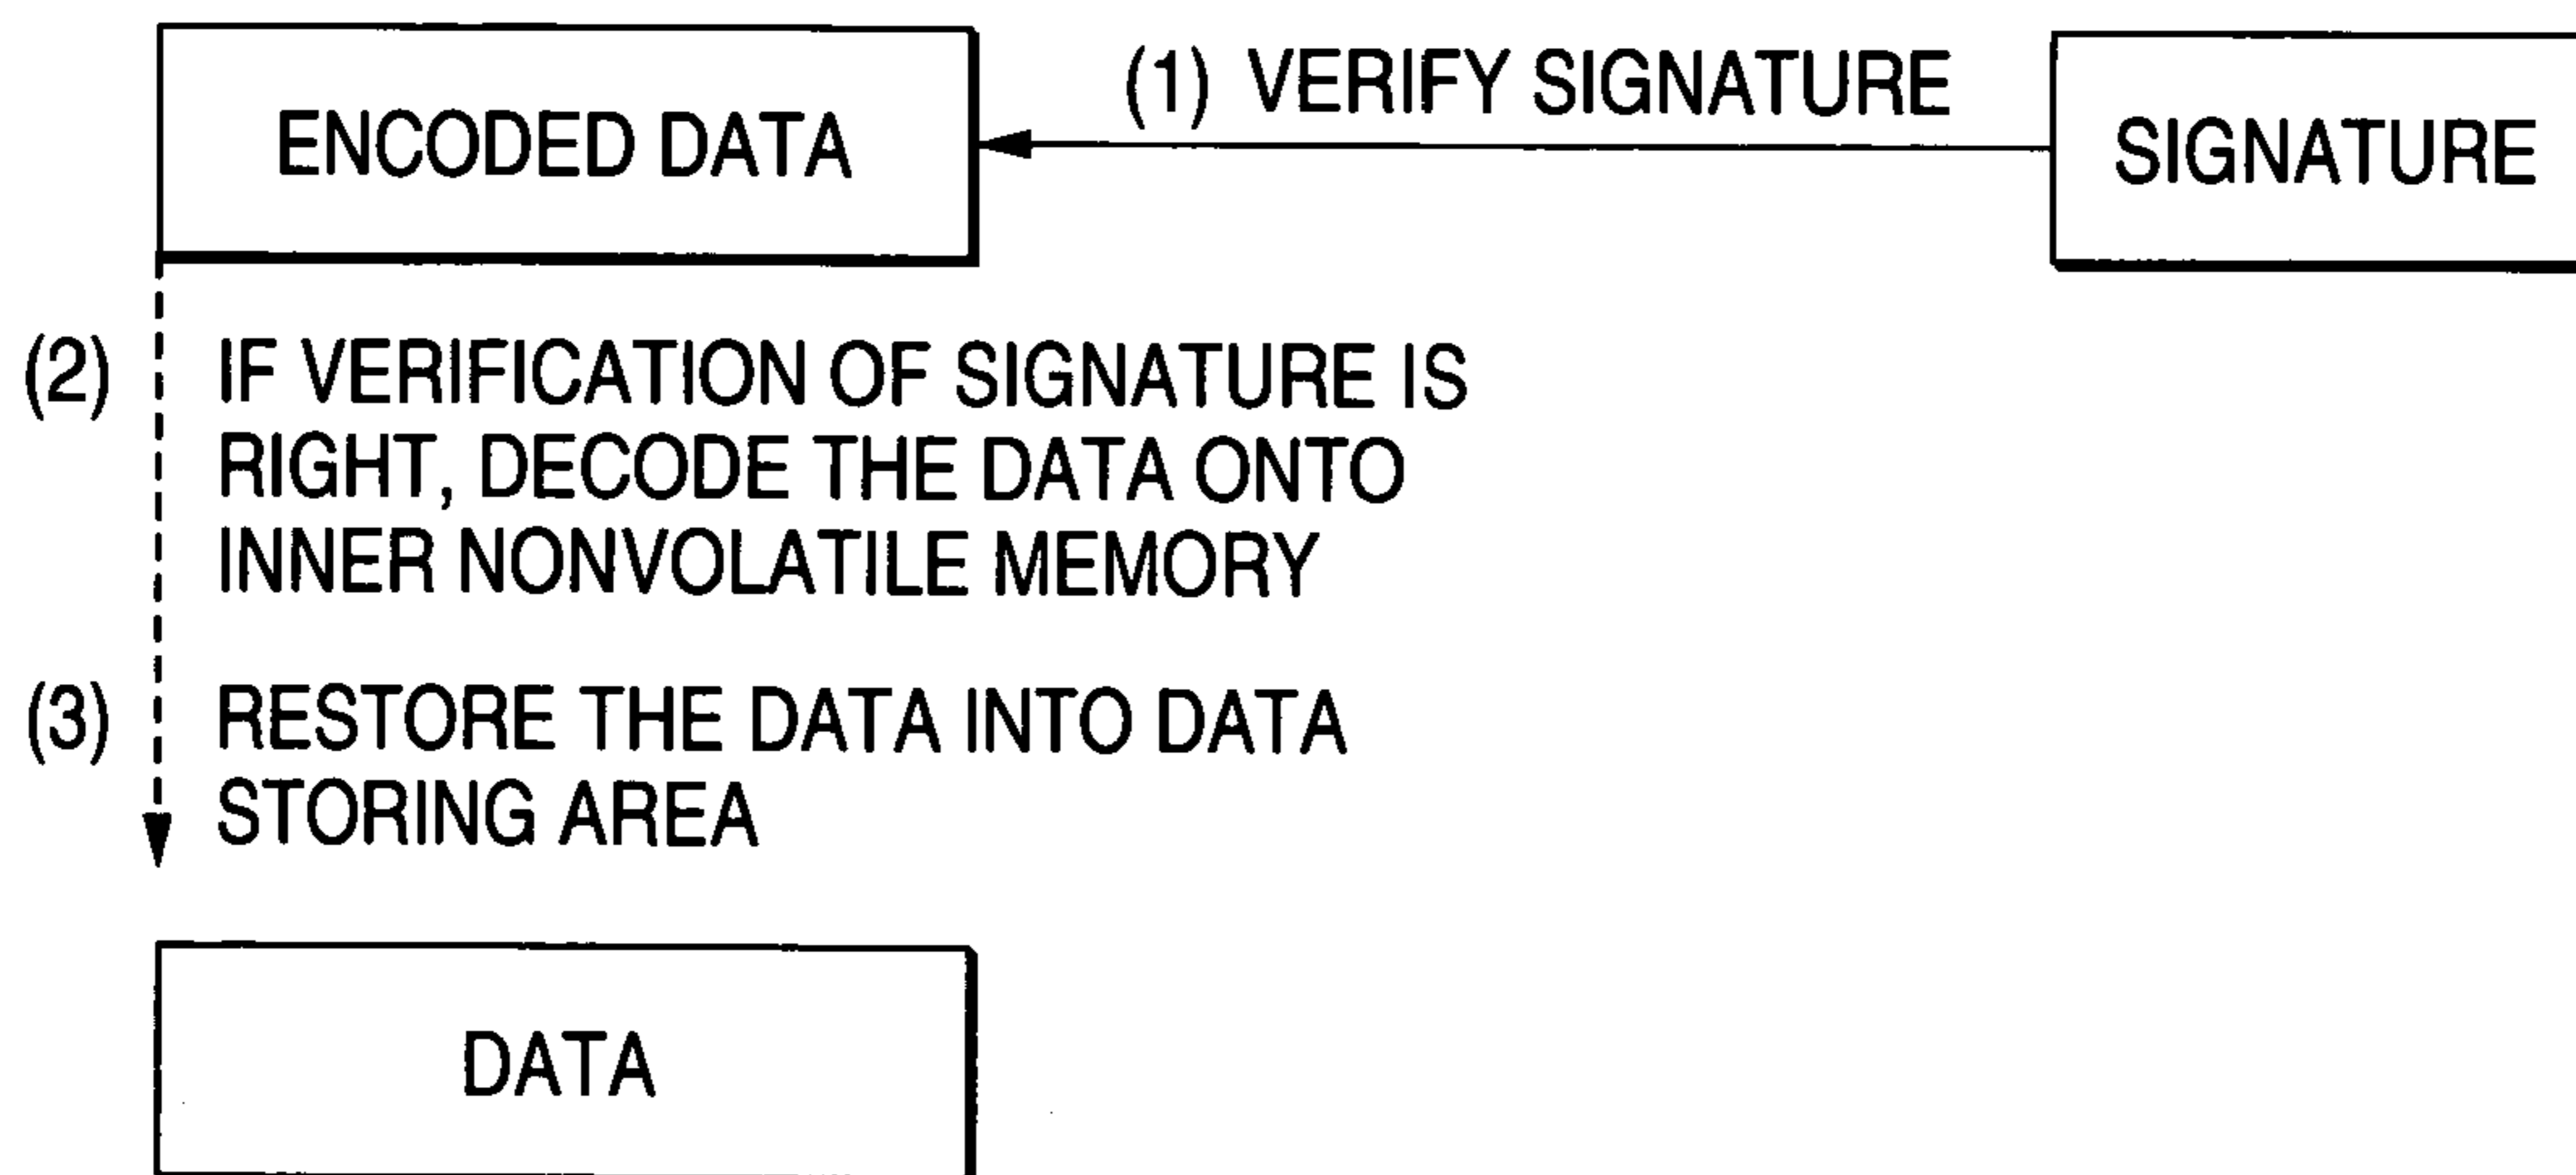 ENCODED DATA
(1) VERIFY SIGNATURE
SIGNATURE
(2) IF VERIFICATION OF SIGNATURE IS
RIGHT, DECODE THE DATA ONTO
INNER NONVOLATILE MEMORY
(3) RESTORE THE DATA INTO DATA
STORING AREA
DATA